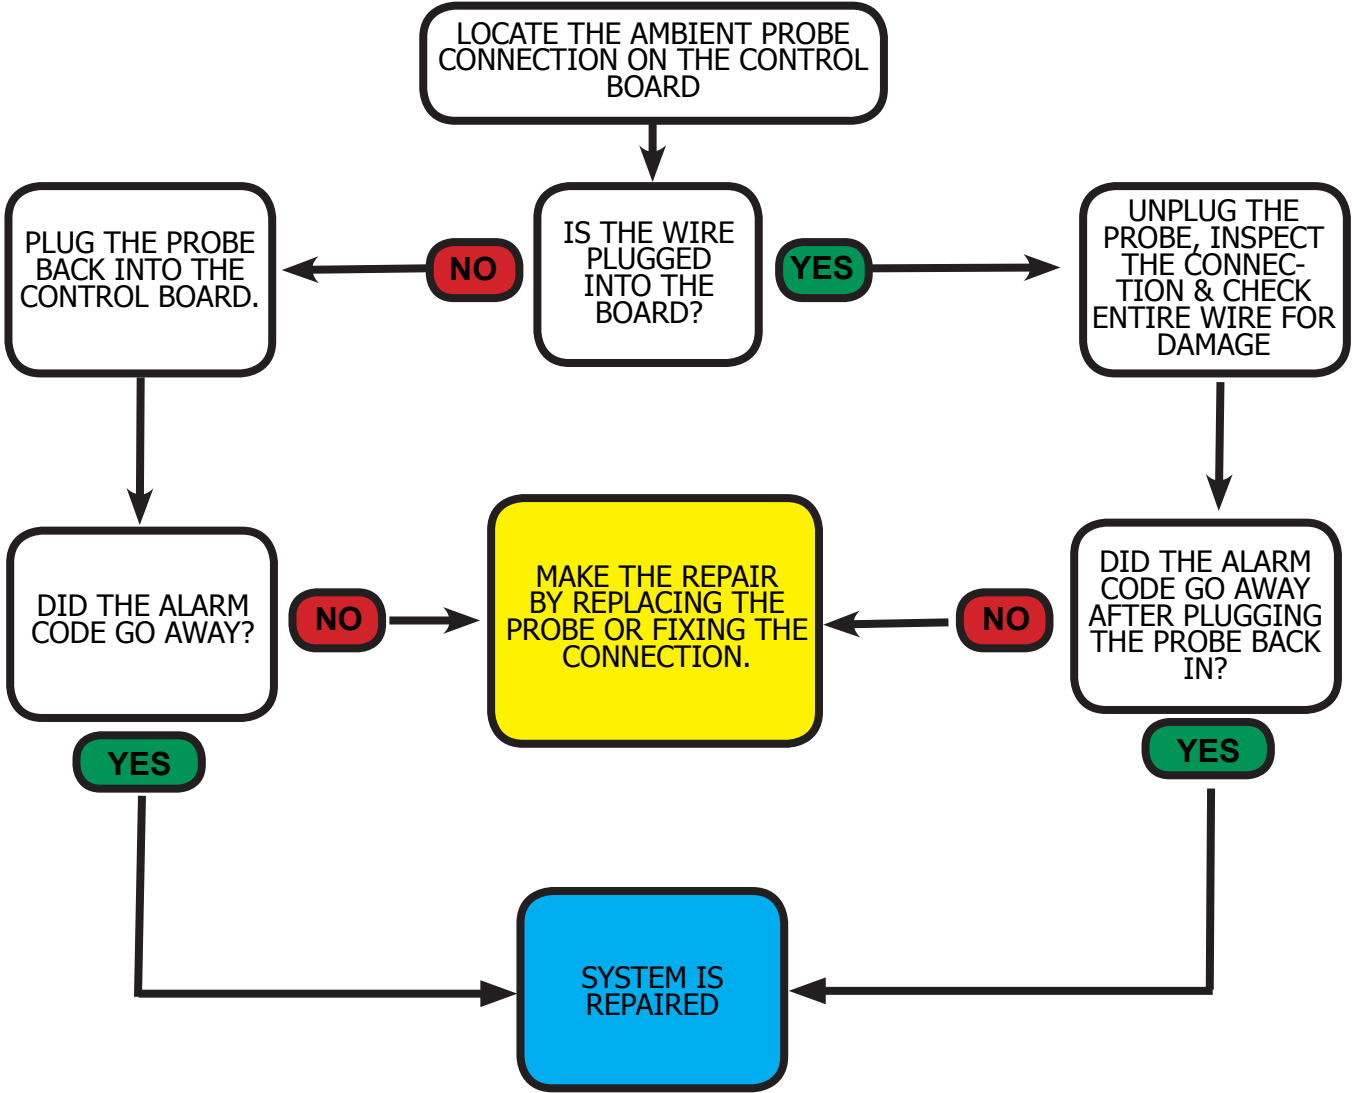 LOCATE THE AMBIENT PROBE
CONNECTION ON THE CONTROL
BOARD
PLUG THE PROBE
BACK INTO THE
CONTROL BOARD.
NO
IS THE WIRE
PLUGGED
INTO THE
BOARD?
YES
UNPLUG THE
PROBE, INSPECT
THE CONNEC-
TION & CHECK
ENTIRE WIRE FOR
DAMAGE
DID THE ALARM
CODE GO AWAY?
NO
MAKE THE REPAIR
BY REPLACING THE
PROBE OR FIXING THE
CONNECTION.
NO
DID THE ALARM
CODE GO AWAY
AFTER PLUGGING
THE PROBE BACK
IN?
YES
YES
SYSTEM IS
REPAIRED